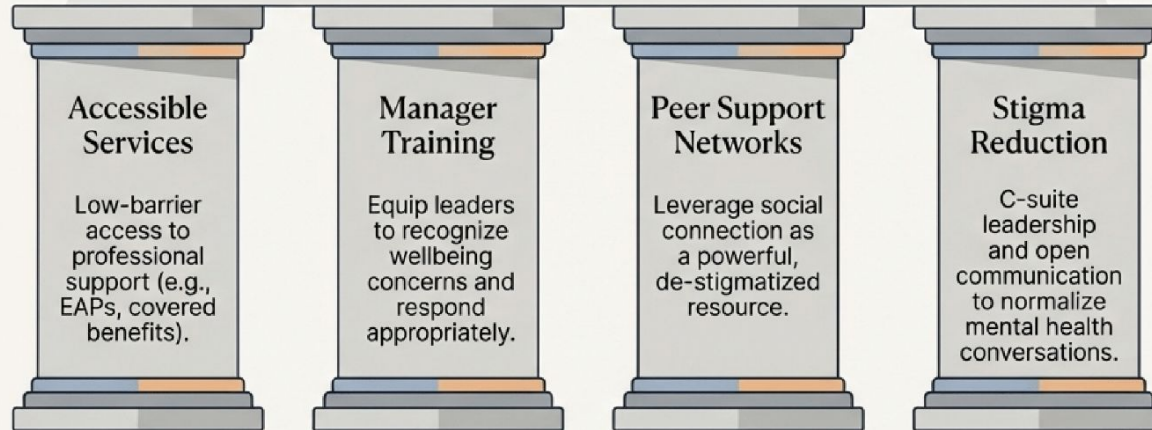 Accessible
Services
Low-barrier
access to
professional
support (e.g.,
EAPs, covered
benefits).
Manager
Training
Equip leaders
to recognize
wellbeing
concerns and
respond
appropriately.
Peer Support
Networks
Leverage social
connection as
a powerful,
de-stigmatized
resource.
Stigma
Reduction
C-suite
leadership
and open
communication
to normalize
mental health
conversations.